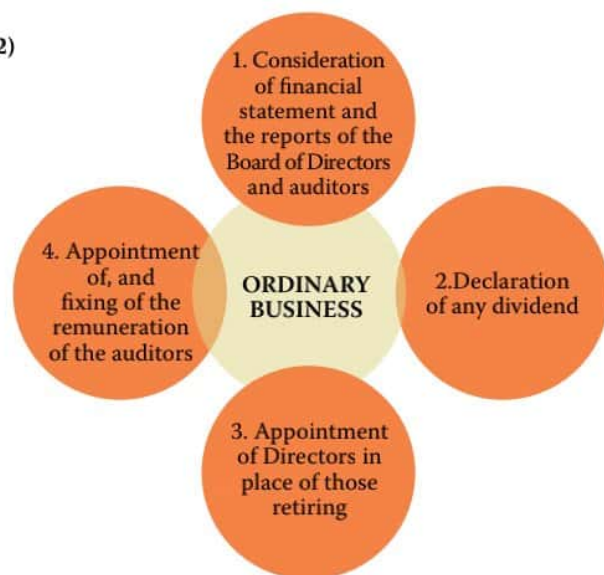 2)
1. Consideration
of financial
statement and
the reports of the
Board of Directors
and auditors
4. Appointment
of, and
fixing of the
remuneration
of the auditors
ORDINARY
BUSINESS
2.Declaration
of any dividend
3. Appointment
of Directors in
place of those
retiring